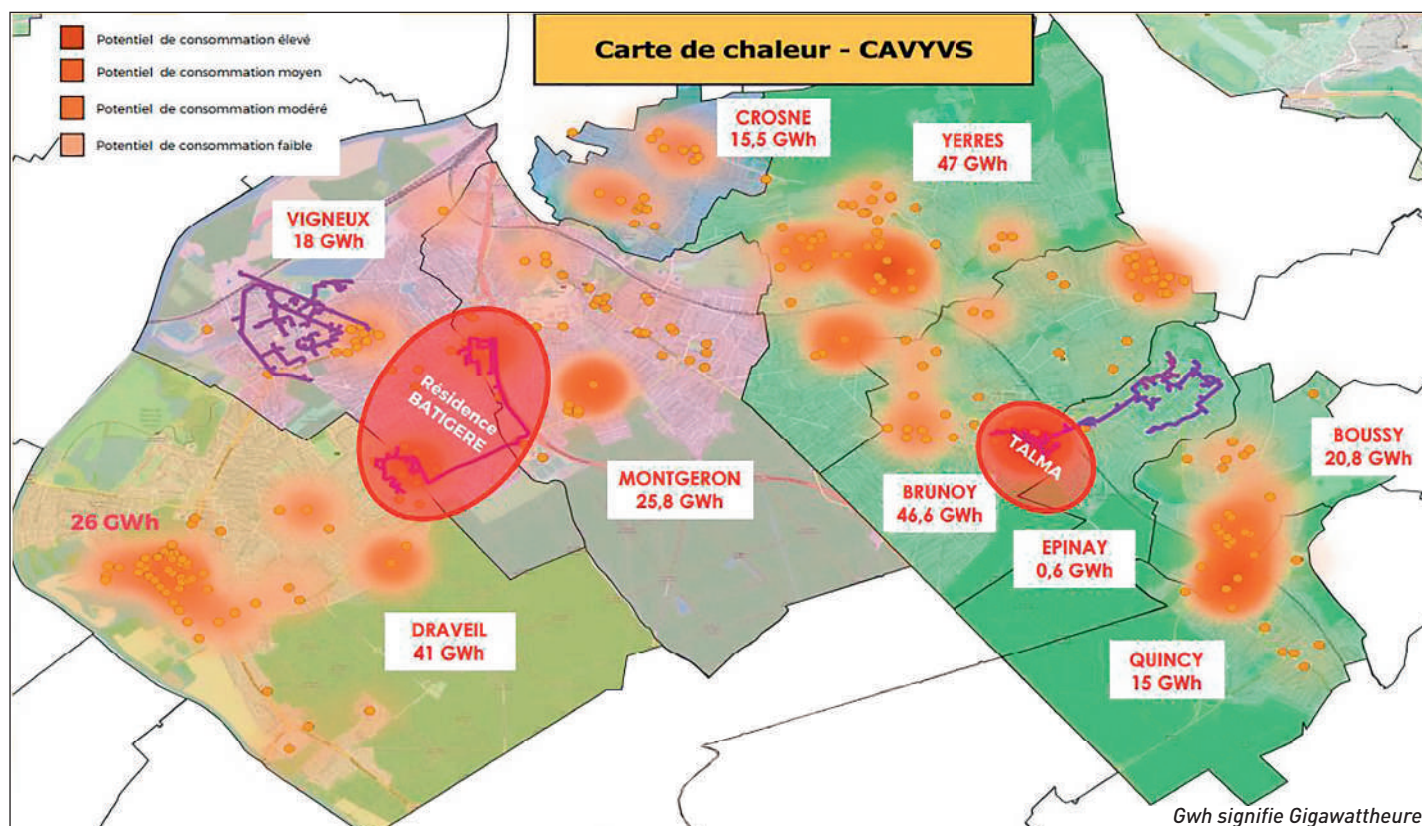 Carte de chaleur - CAVYVS
Potentiel de consommation élevé
Potentiel de consommation moyen
Potentiel de consommation modéré
Potentiel de consommation faible
CROSNE
15,5 GWh
YERRES
47 GWh
VIGNEUX
18 GWh
Résidence
BATIGERE
MONTGERON
25,8 GWh
TALMA
BOUSSY
20,8 GWh
BRUNOY
46,6 GWh
EPINAY
0,6 GWh
26 GWh
DRAVEIL
41 GWh
QUINCY
15 GWh
Gwh signifie Gigawattheure